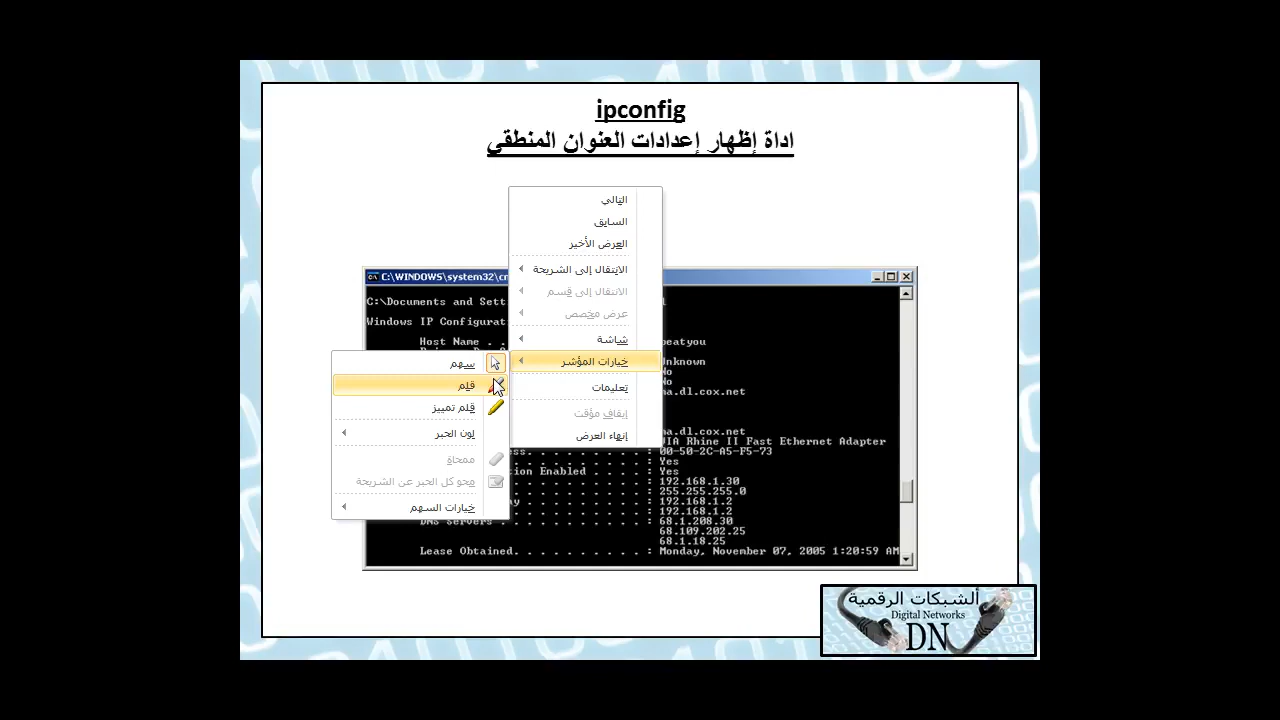 ipconfig
اداة إظهار إعدادات العنوان المنطقي
التالي
السابق
العرض الأخير
الانتقال إلى الشريحة
الانتقال إلى قسم
عرض مخصص
شاشة
خيارات المؤشر
تعليمات
إيقاف مؤقت
إنهاء العرض
سهم
قلم
قلم تمييز
لون الحبر
ممحاة
محو كل الحبر عن الشريحة
خيارات السهم
C:\WINDOWS\system32\
C:\Documents and
Windows IP
Host Name . .
peatyou
Unknown
No
No
.dl.cox.net
.dl.cox.net
Rhine II Fast Ethernet Adapter
. . . . . . . . . : 00-50-2C-A5-F5-73
. . . . . . . . . : Yes
Enabled . . . . : Yes
. . . . . . . . . : 192.168.1.30
. . . . . . . . . : 255.255.255.0
. . . . . . . . . : 192.168.1.2
. . . . . . . . . : 192.168.1.2
DNS Servers . . . . . . . . . . . : 68.1.208.30
68.109.202.25
68.1.18.25
Lease Obtained. . . . . . . . . . : Monday, November 07, 2005 1:20:59 AM
ألشبكات الرقمية
Digital Networks
DN